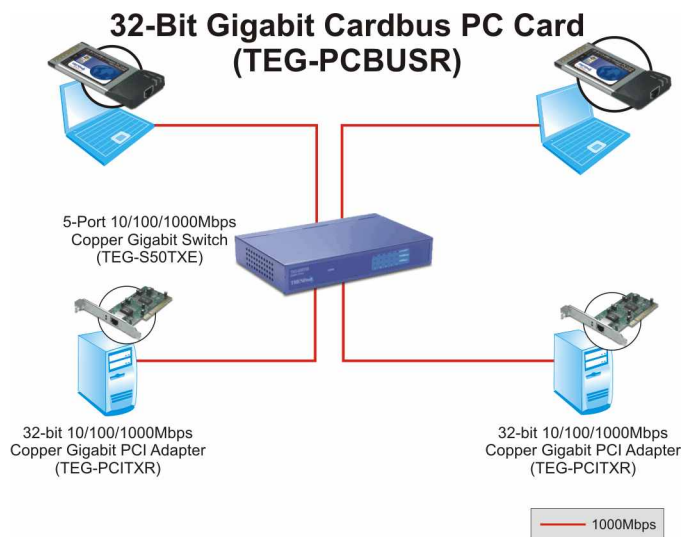 32-Bit Gigabit Cardbus PC Card
(TEG-PCBUSR)
5-Port 10/100/1000Mbps
Copper Gigabit Switch
(TEG-S50TXE)
TRENDnet
32-bit 10/100/1000Mbps
Copper Gigabit PCI Adapter
(TEG-PCITXR)
32-bit 10/100/1000Mbps
Copper Gigabit PCI Adapter
(TEG-PCITXR)
1000Mbps